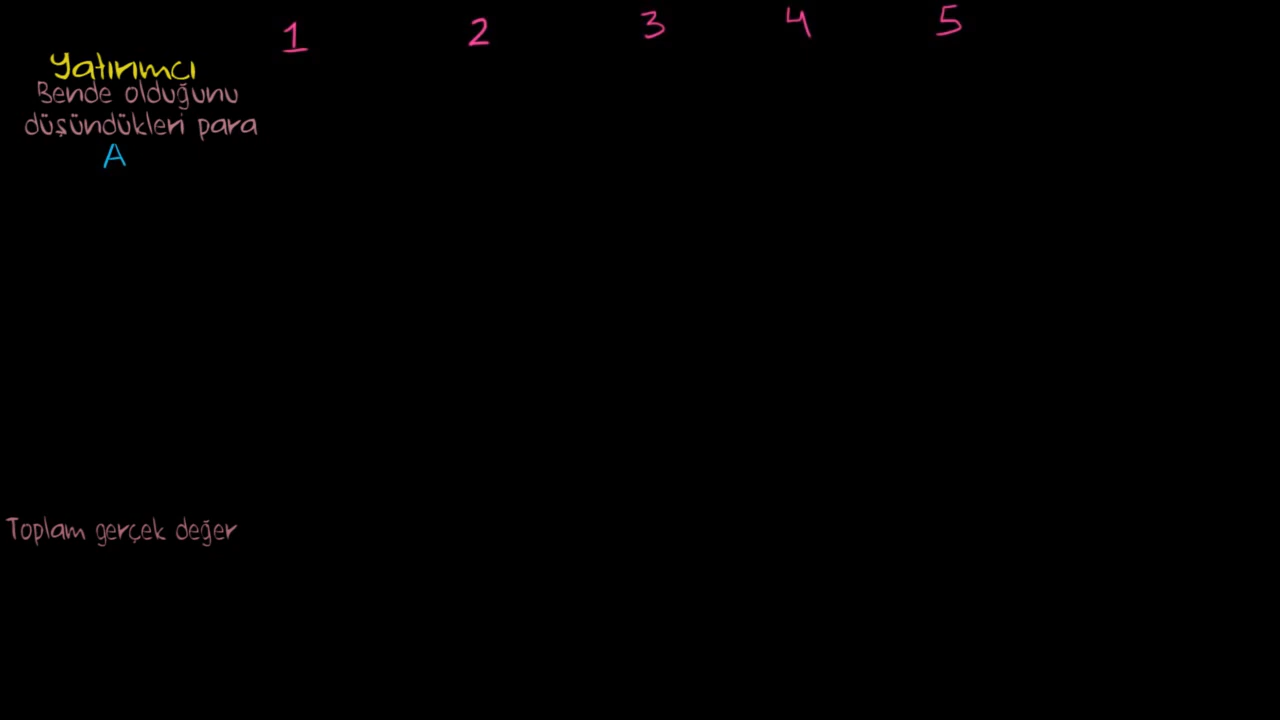 1 2 3 4 5
Yatırımcı
Bende olduğunu
düşündükleri para
A
Toplam gerçek değer